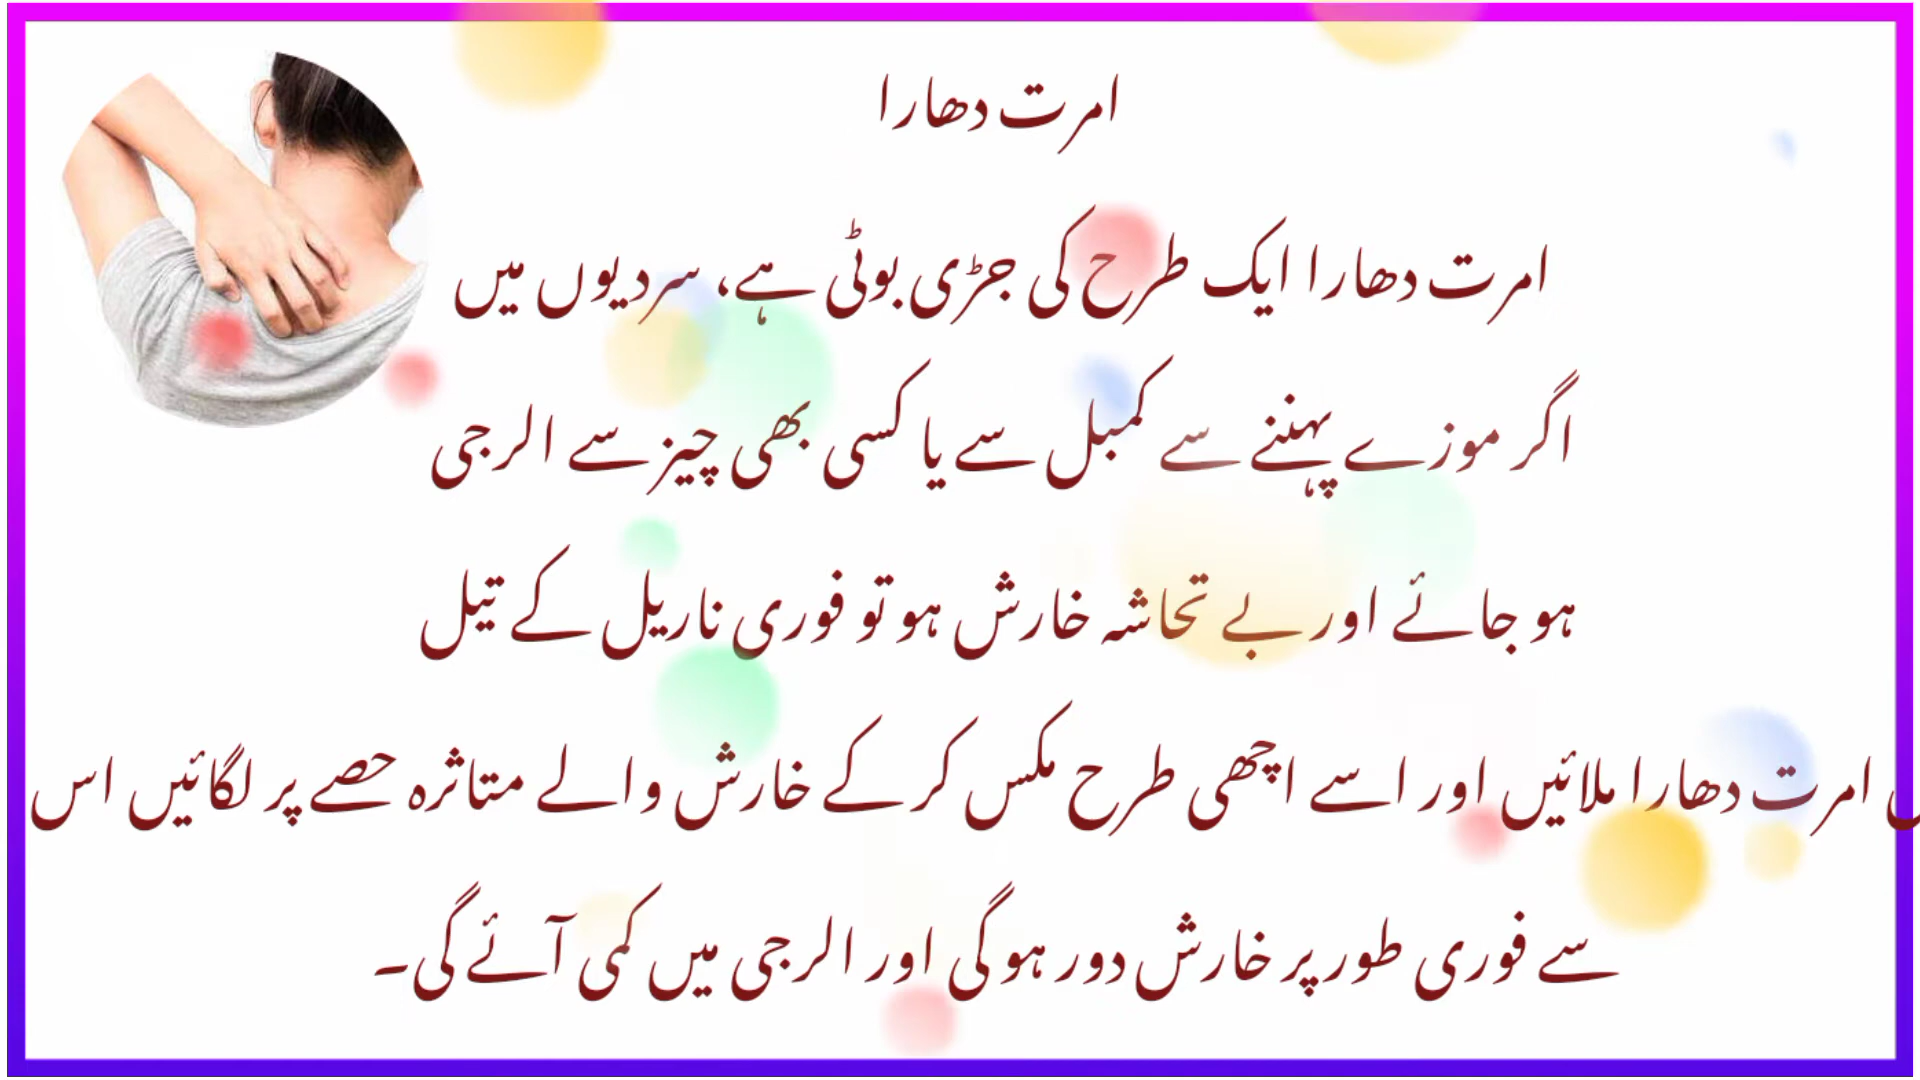 امرت دھارا
امرت دھارا ایک طرح کی جڑی بوٹی ہے، سردیوں میں
اگر موزے پہننے سے کمبل سے یا کسی بھی چیز سے الرجی
ہو جائے اور بے تحاشہ خارش ہو تو فوری ناریل کے تیل
امرت دھارا ملائیں اور اسے اچھی طرح مکس کر کے خارش والے متاثرہ حصے پر لگائیں اس
سے فوری طور پر خارش دور ہوگی اور الرجی میں کمی آئے گی۔